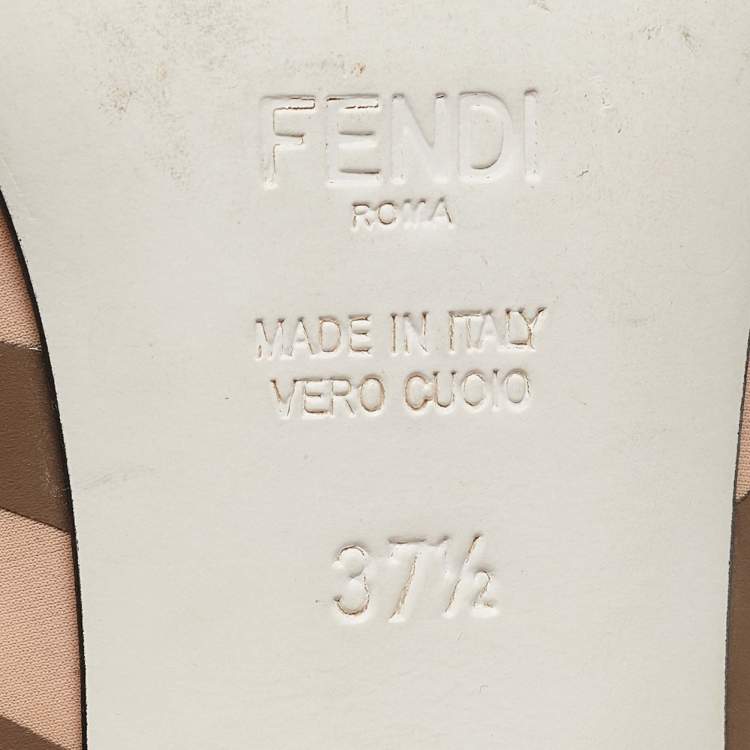 FENDI
ROMA
MADE IN ITALY
VERO CUOIO
37½